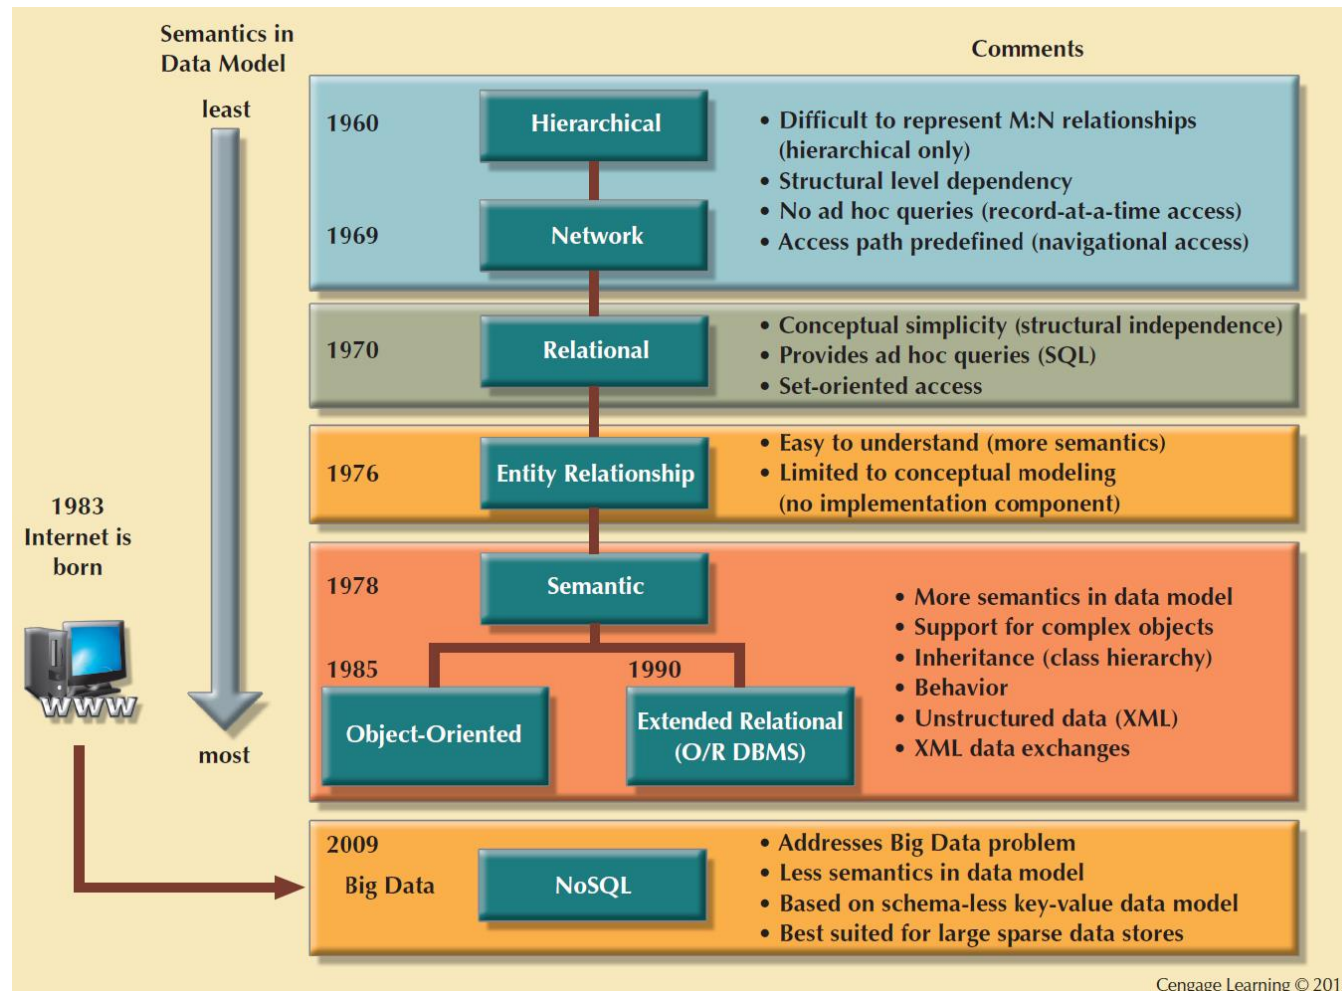 Semantics in
Data Model
Comments
least
1960
Hierarchical
• Difficult to represent M:N relationships
(hierarchical only)
• Structural level dependency
1969
Network
• No ad hoc queries (record-at-a-time access)
• Access path predefined (navigational access)
1970
Relational
• Conceptual simplicity (structural independence)
• Provides ad hoc queries (SQL)
• Set-oriented access
1976
Entity Relationship
• Easy to understand (more semantics)
• Limited to conceptual modeling
(no implementation component)
1983
Internet is
born
www
1978
Semantic
1985
Object-Oriented
1990
Extended Relational
(O/R DBMS)
• More semantics in data model
• Support for complex objects
• Inheritance (class hierarchy)
• Behavior
• Unstructured data (XML)
• XML data exchanges
most
2009
Big Data
NoSQL
• Addresses Big Data problem
• Less semantics in data model
• Based on schema-less key-value data model
• Best suited for large sparse data stores
Cengage Learning © 201